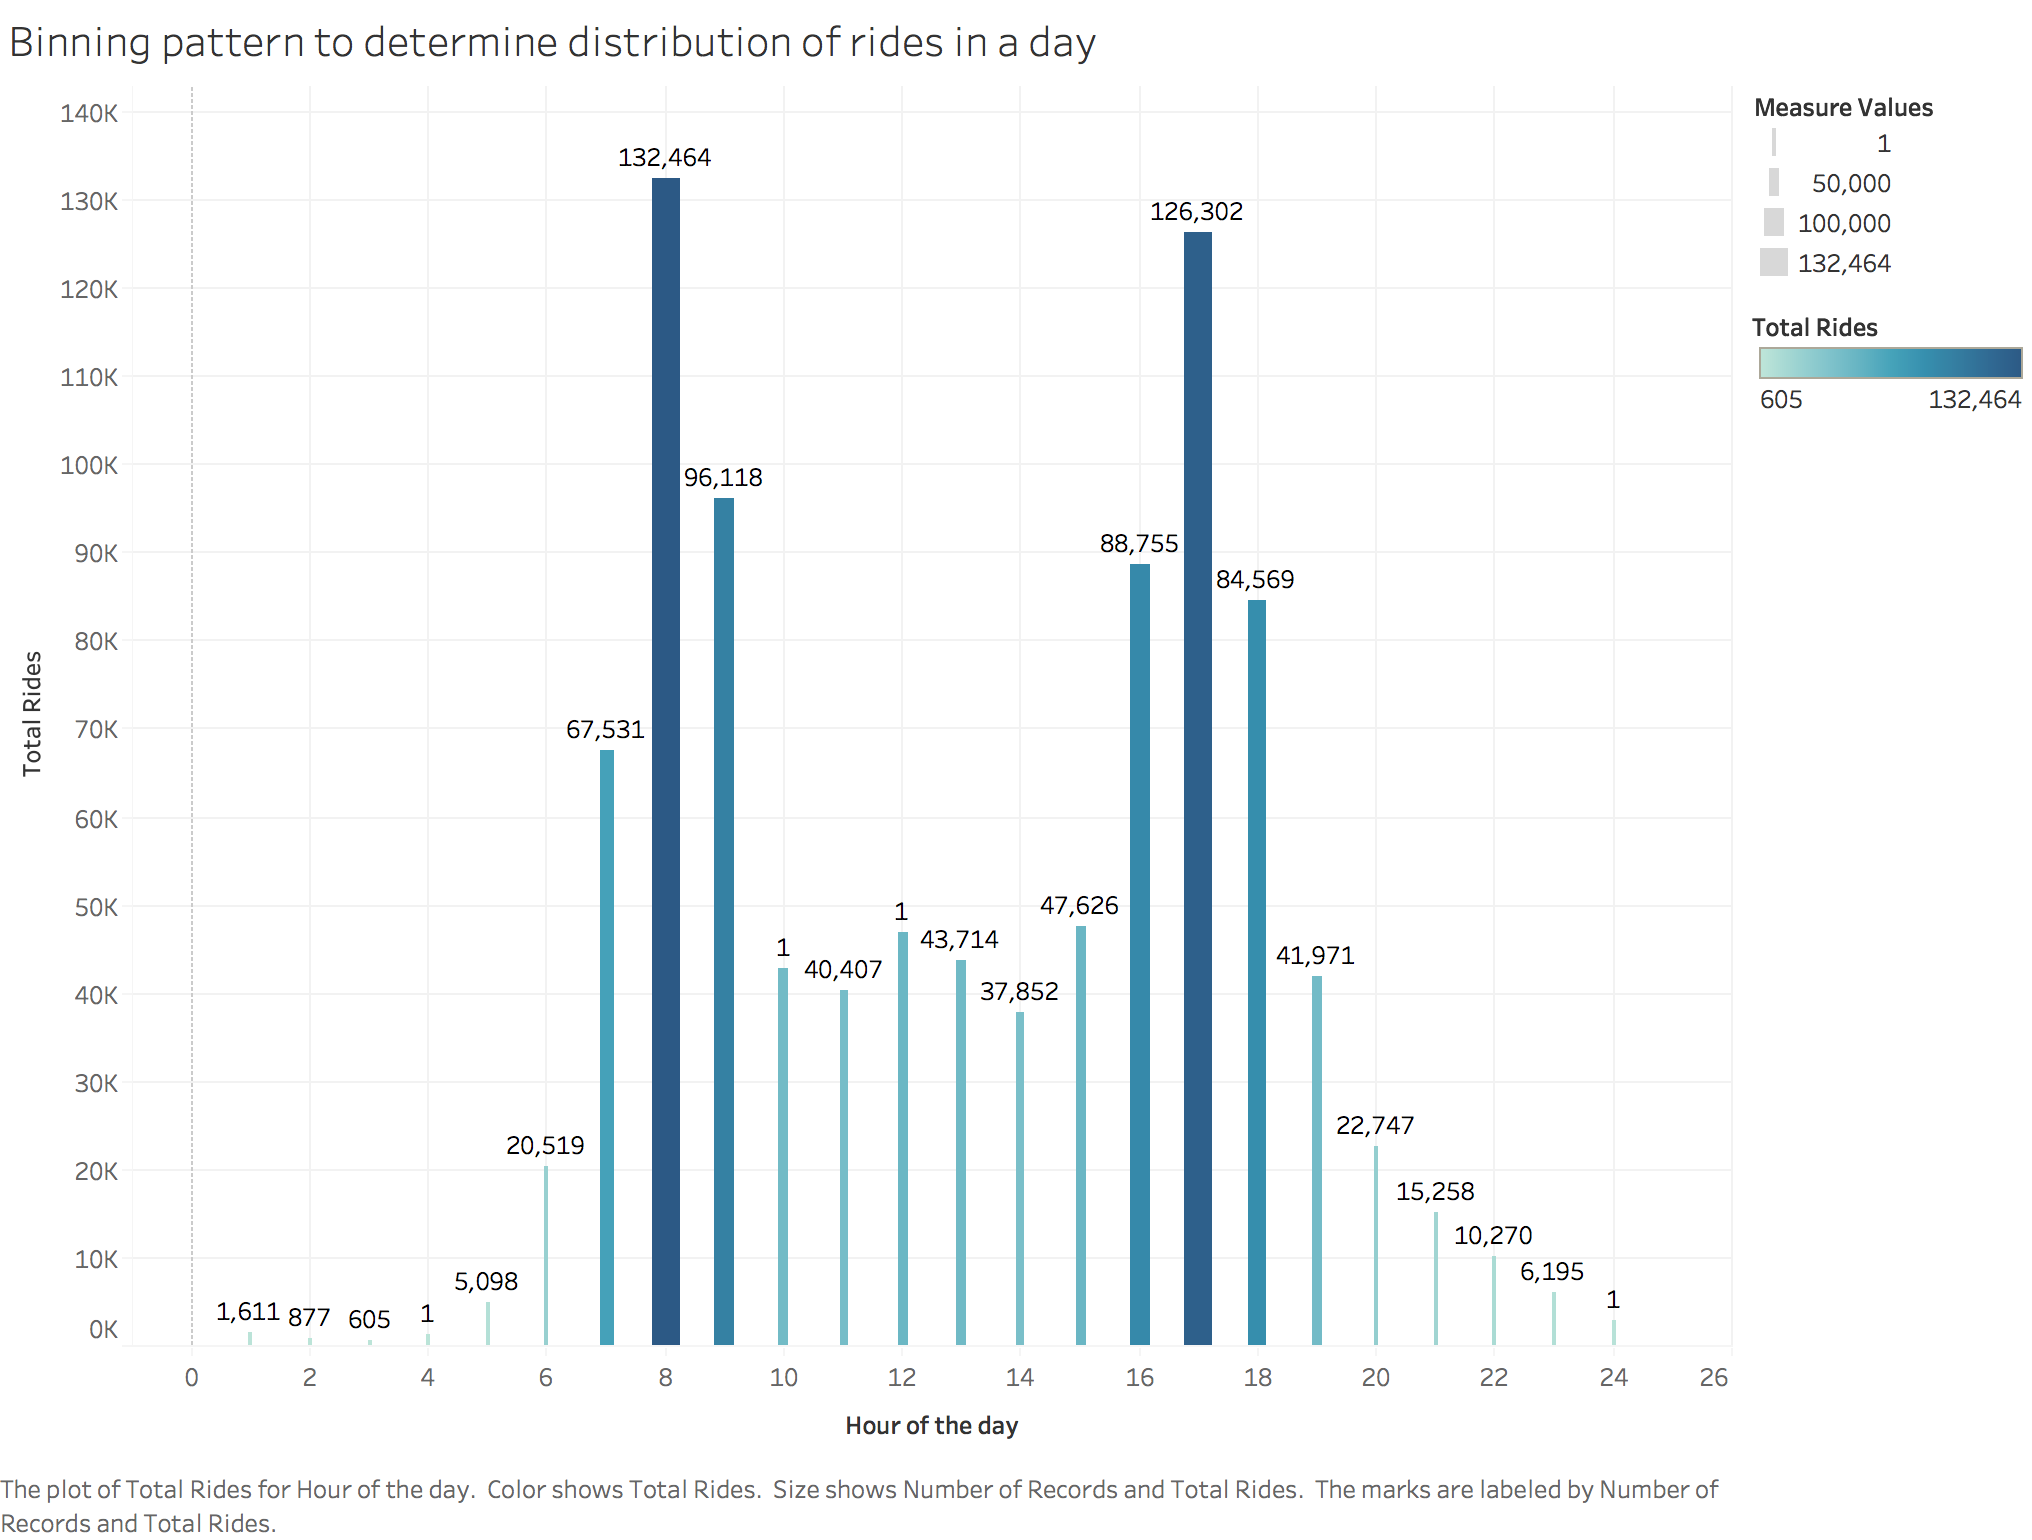 Binning pattern to determine distribution of rides in a day
140K
130K
120K
110K
100K
90K
80K
70K
60K
50K
40K
30K
20K
10K
0K
Total Rides
1,611
877
605
1
5,098
20,519
67,531
132,464
96,118
1
40,407
1
43,714
37,852
47,626
88,755
126,302
84,569
41,971
22,747
15,258
10,270
6,195
1
0 2 4 6 8 10 12 14 16 18 20 22 24 26
Hour of the day
Measure Values
1
50,000
100,000
132,464
Total Rides
605 132,464
The plot of Total Rides for Hour of the day. Color shows Total Rides. Size shows Number of Records and Total Rides. The marks are labeled by Number of
Records and Total Rides.